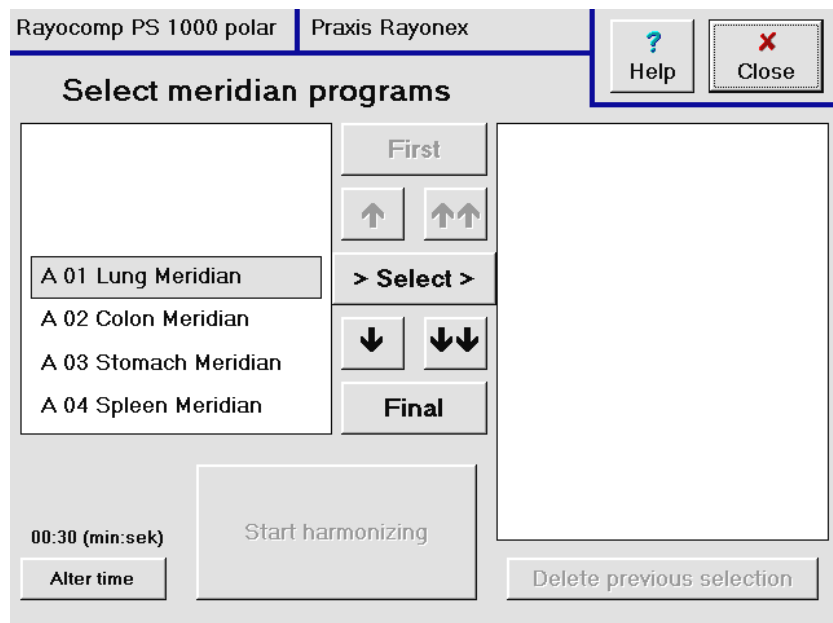 Rayocomp PS 1000 polar
Praxis Rayonex
? Help
✗ Close
Select meridian programs
First
↑
↑↑
A 01 Lung Meridian
> Select >
A 02 Colon Meridian
A 03 Stomach Meridian
↓
↓↓
A 04 Spleen Meridian
Final
00:30 (min:sek)
Start harmonizing
Alter time
Delete previous selection